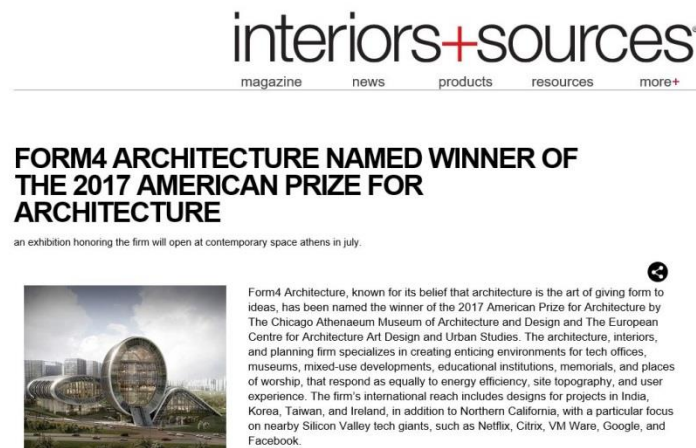 interiors+sources®
magazine news products resources more+
FORM4 ARCHITECTURE NAMED WINNER OF
THE 2017 AMERICAN PRIZE FOR
ARCHITECTURE
an exhibition honoring the firm will open at contemporary space athens in july.
Form4 Architecture, known for its belief that architecture is the art of giving form to
ideas, has been named the winner of the 2017 American Prize for Architecture by
The Chicago Athenaeum Museum of Architecture and Design and The European
Centre for Architecture Art Design and Urban Studies. The architecture, interiors,
and planning firm specializes in creating enticing environments for tech offices,
museums, mixed-use developments, educational institutions, memorials, and places
of worship, that respond as equally to energy efficiency, site topography, and user
experience. The firm's international reach includes designs for projects in India,
Korea, Taiwan, and Ireland, in addition to Northern California, with a particular focus
on nearby Silicon Valley tech giants, such as Netflix, Citrix, VM Ware, Google, and
Facebook.